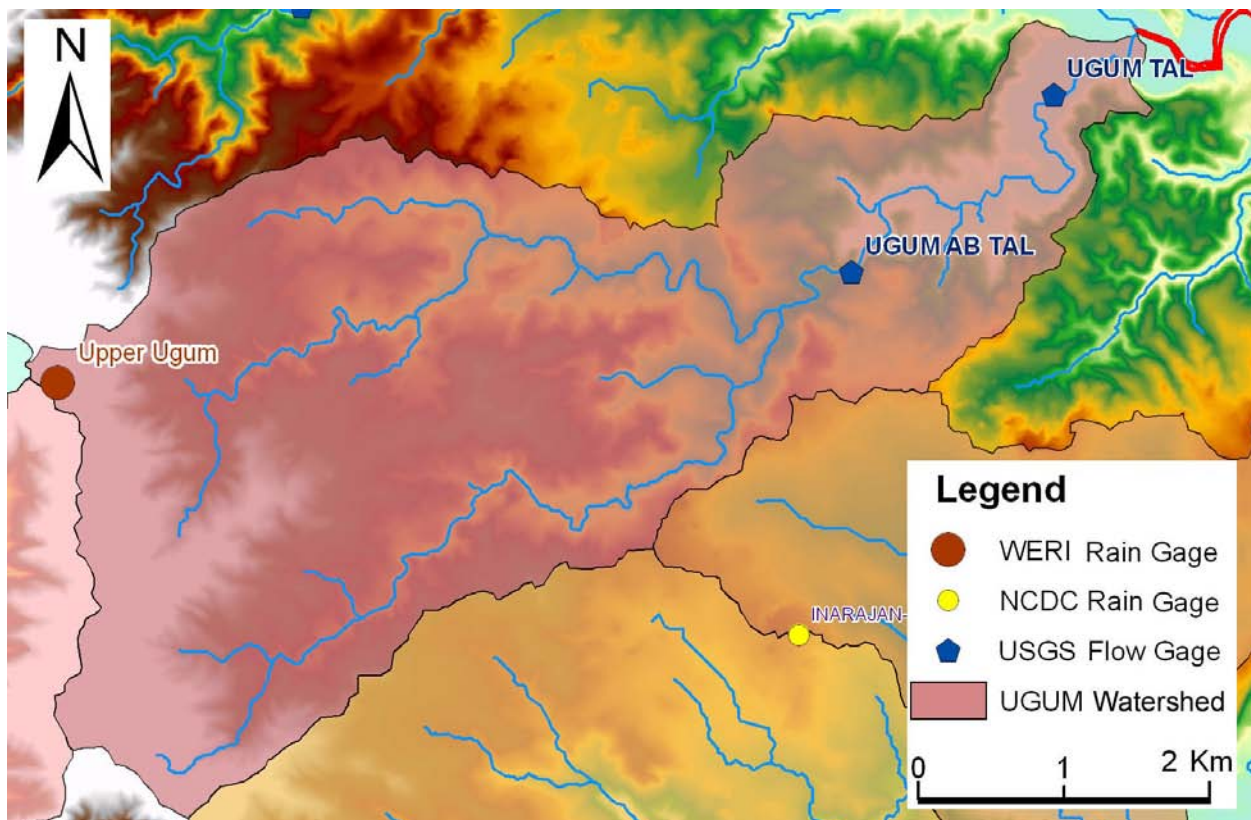 N
UGUM TAL
UGUM AB TAL
Upper Ugum
INARAJAN-
Legend
WERI Rain Gage
NCDC Rain Gage
USGS Flow Gage
UGUM Watershed
0 1 2 Km